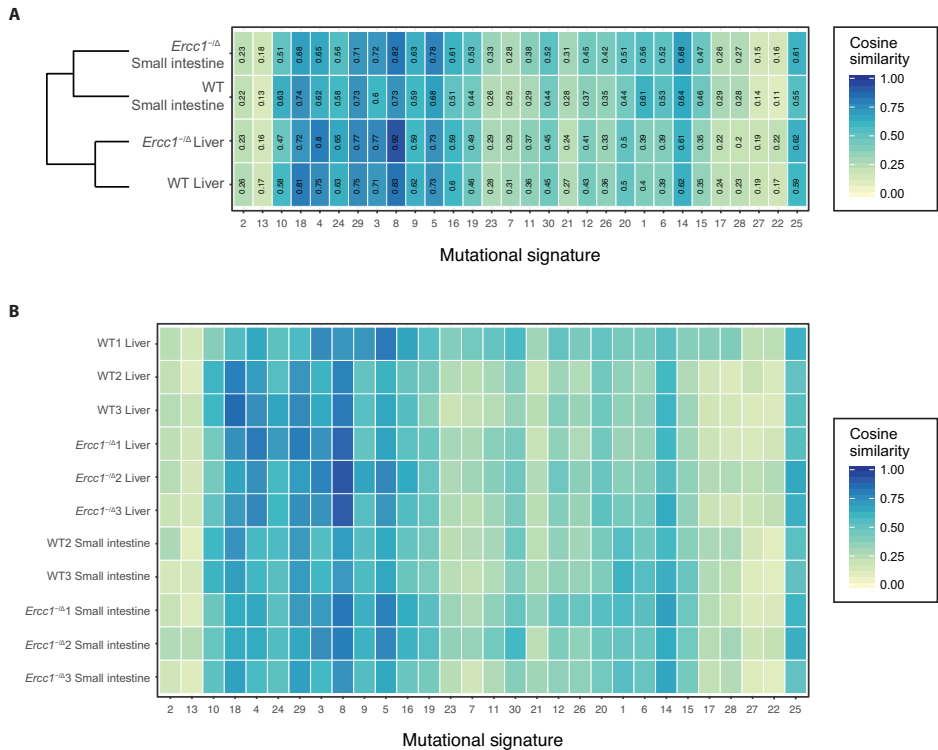 A
Ercc1⁻/Δ
Small intestine
0.23 0.18 0.51 0.68 0.65 0.56 0.71 0.72 0.82 0.63 0.78 0.61 0.53 0.33 0.28 0.38 0.52 0.31 0.45 0.42 0.51 0.56 0.52 0.68 0.47 0.26 0.27 0.15 0.16 0.61
WT
Small intestine
0.22 0.13 0.63 0.74 0.62 0.58 0.73 0.6 0.73 0.59 0.68 0.51 0.44 0.26 0.25 0.29 0.44 0.28 0.37 0.35 0.44 0.61 0.53 0.64 0.46 0.28 0.29 0.14 0.11 0.55
Ercc1⁻/Δ Liver
0.23 0.16 0.47 0.72 0.8 0.65 0.77 0.77 0.92 0.59 0.73 0.59 0.49 0.29 0.29 0.37 0.45 0.24 0.41 0.33 0.5 0.39 0.39 0.61 0.35 0.22 0.2 0.19 0.22 0.62
WT Liver
0.26 0.17 0.58 0.81 0.75 0.63 0.75 0.71 0.83 0.62 0.73 0.6 0.46 0.28 0.31 0.36 0.45 0.27 0.43 0.36 0.5 0.4 0.39 0.62 0.35 0.24 0.23 0.19 0.17 0.59
2 13 10 18 4 24 29 3 8 9 5 16 19 23 7 11 30 21 12 26 20 1 6 14 15 17 28 27 22 25
Mutational signature
Cosine
similarity
1.00
0.75
0.50
0.25
0.00
B
WT1 Liver
WT2 Liver
WT3 Liver
Ercc1⁻/Δ1 Liver
Ercc1⁻/Δ2 Liver
Ercc1⁻/Δ3 Liver
WT2 Small intestine
WT3 Small intestine
Ercc1⁻/Δ1 Small intestine
Ercc1⁻/Δ2 Small intestine
Ercc1⁻/Δ3 Small intestine
2 13 10 18 4 24 29 3 8 9 5 16 19 23 7 11 30 21 12 26 20 1 6 14 15 17 28 27 22 25
Mutational signature
Cosine
similarity
1.00
0.75
0.50
0.25
0.00